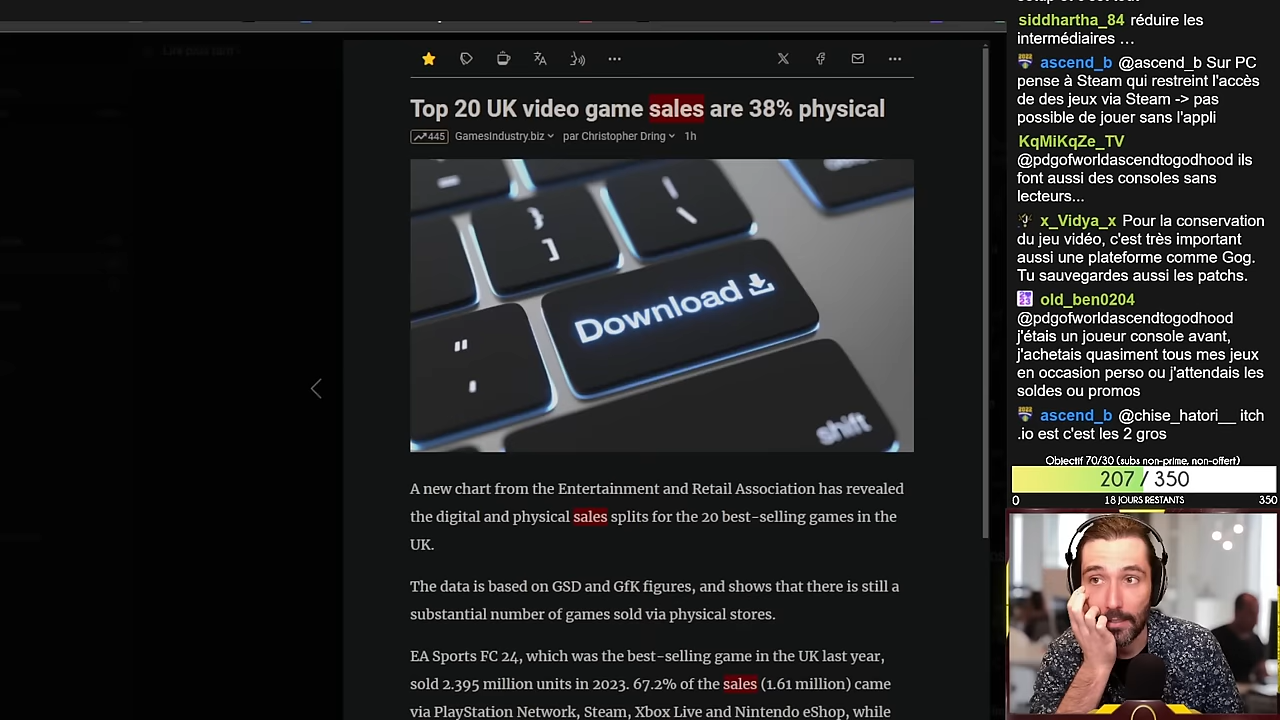 Top 20 UK video game sales are 38% physical
445 GamesIndustry.biz par Christopher Dring 1h
Download
shift
A new chart from the Entertainment and Retail Association has revealed
the digital and physical sales splits for the 20 best-selling games in the
UK.
The data is based on GSD and GfK figures, and shows that there is still a
substantial number of games sold via physical stores.
EA Sports FC 24, which was the best-selling game in the UK last year,
sold 2.395 million units in 2023. 67.2% of the sales (1.61 million) came
via PlayStation Network, Steam, Xbox Live and Nintendo eShop, while
siddhartha_84 réduire les
intermédiaires …
ascend_b @ascend_b Sur PC
pense à Steam qui restreint l'accès
de des jeux via Steam -> pas
possible de jouer sans l'appli
KqMiKqZe_TV
@pdgofworldascendtogodhood ils
font aussi des consoles sans
lecteurs...
x_Vidya_x Pour la conservation
du jeu vidéo, c'est très important
aussi une plateforme comme Gog.
Tu sauvegardes aussi les patchs.
old_ben0204
@pdgofworldascendtogodhood
j'étais un joueur console avant,
j'achetais quasiment tous mes jeux
en occasion perso ou j'attendais les
soldes ou promos
ascend_b @chise_hatori__ itch
.io est c'est les 2 gros
Objectif 70/30 (subs non-prime, non-offert)
207 / 350
0 18 JOURS RESTANTS 350